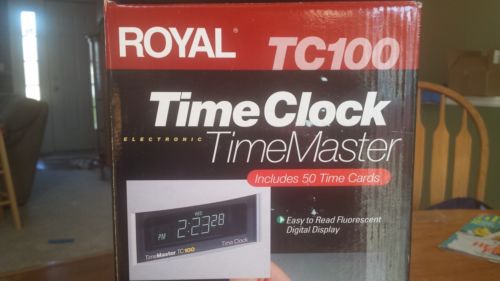 ROYAL®
TC100
Time Clock
ELECTRONIC
TimeMaster
Includes 50 Time Cards
Easy to Read Fluorescent
Digital Display
PM 2:23 28
TimeMaster TC100
Time Clock